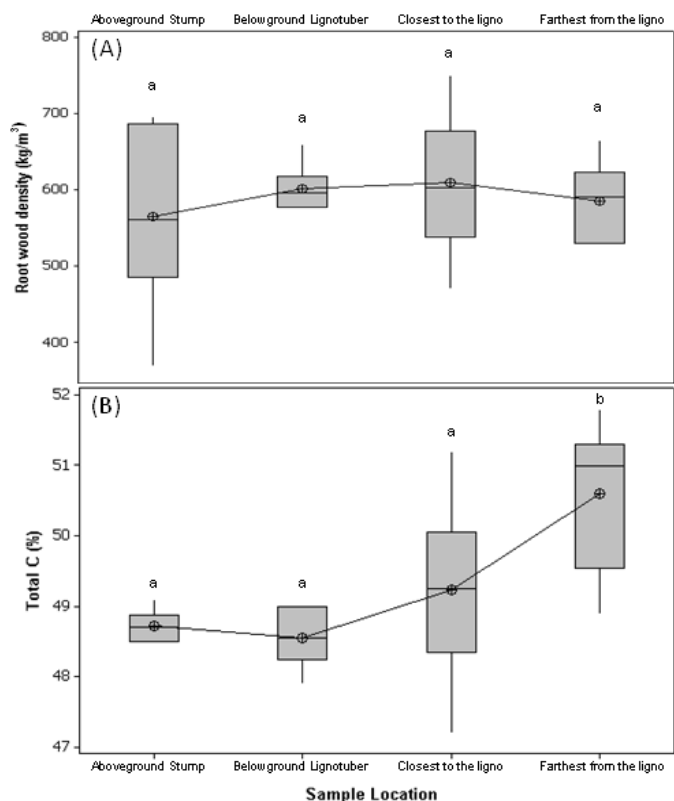 Aboveground Stump Belowground Lignotuber Closest to the ligno Farthest from the ligno
800
(A)
a
a
a
a
700
600
500
400
Root wood density (kg/m³)
52
(B)
b
a
a
a
51
50
49
48
47
Total C (%)
Aboveground Stump Belowground Lignotuber Closest to the ligno Farthest from the ligno
Sample Location